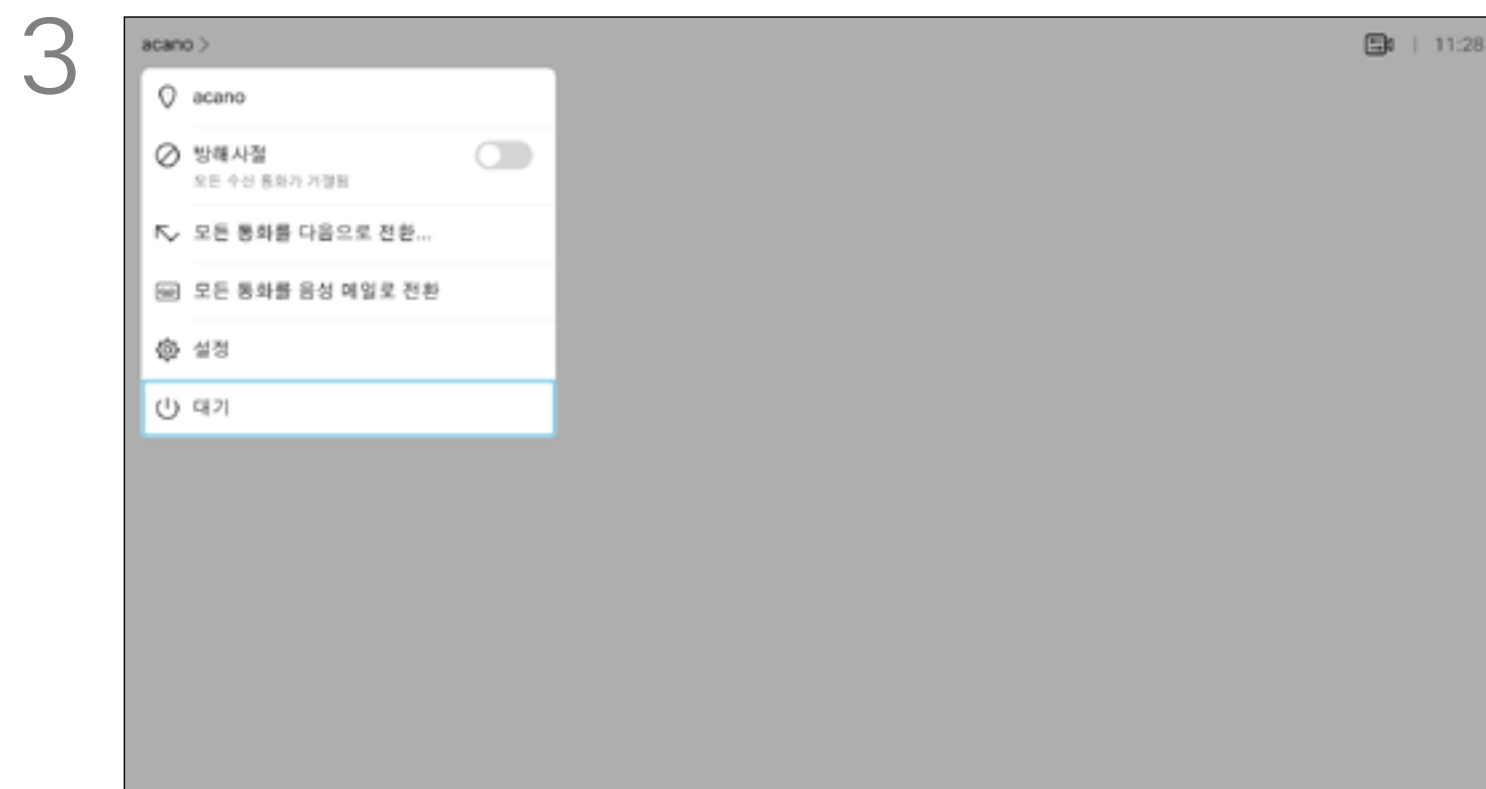 3
acano >
11:28
acano
방해사절
모든 수신 통화가 거절됨
모든 통화를 다음으로 전환...
모든 통화를 음성 메일로 전환
설정
대기